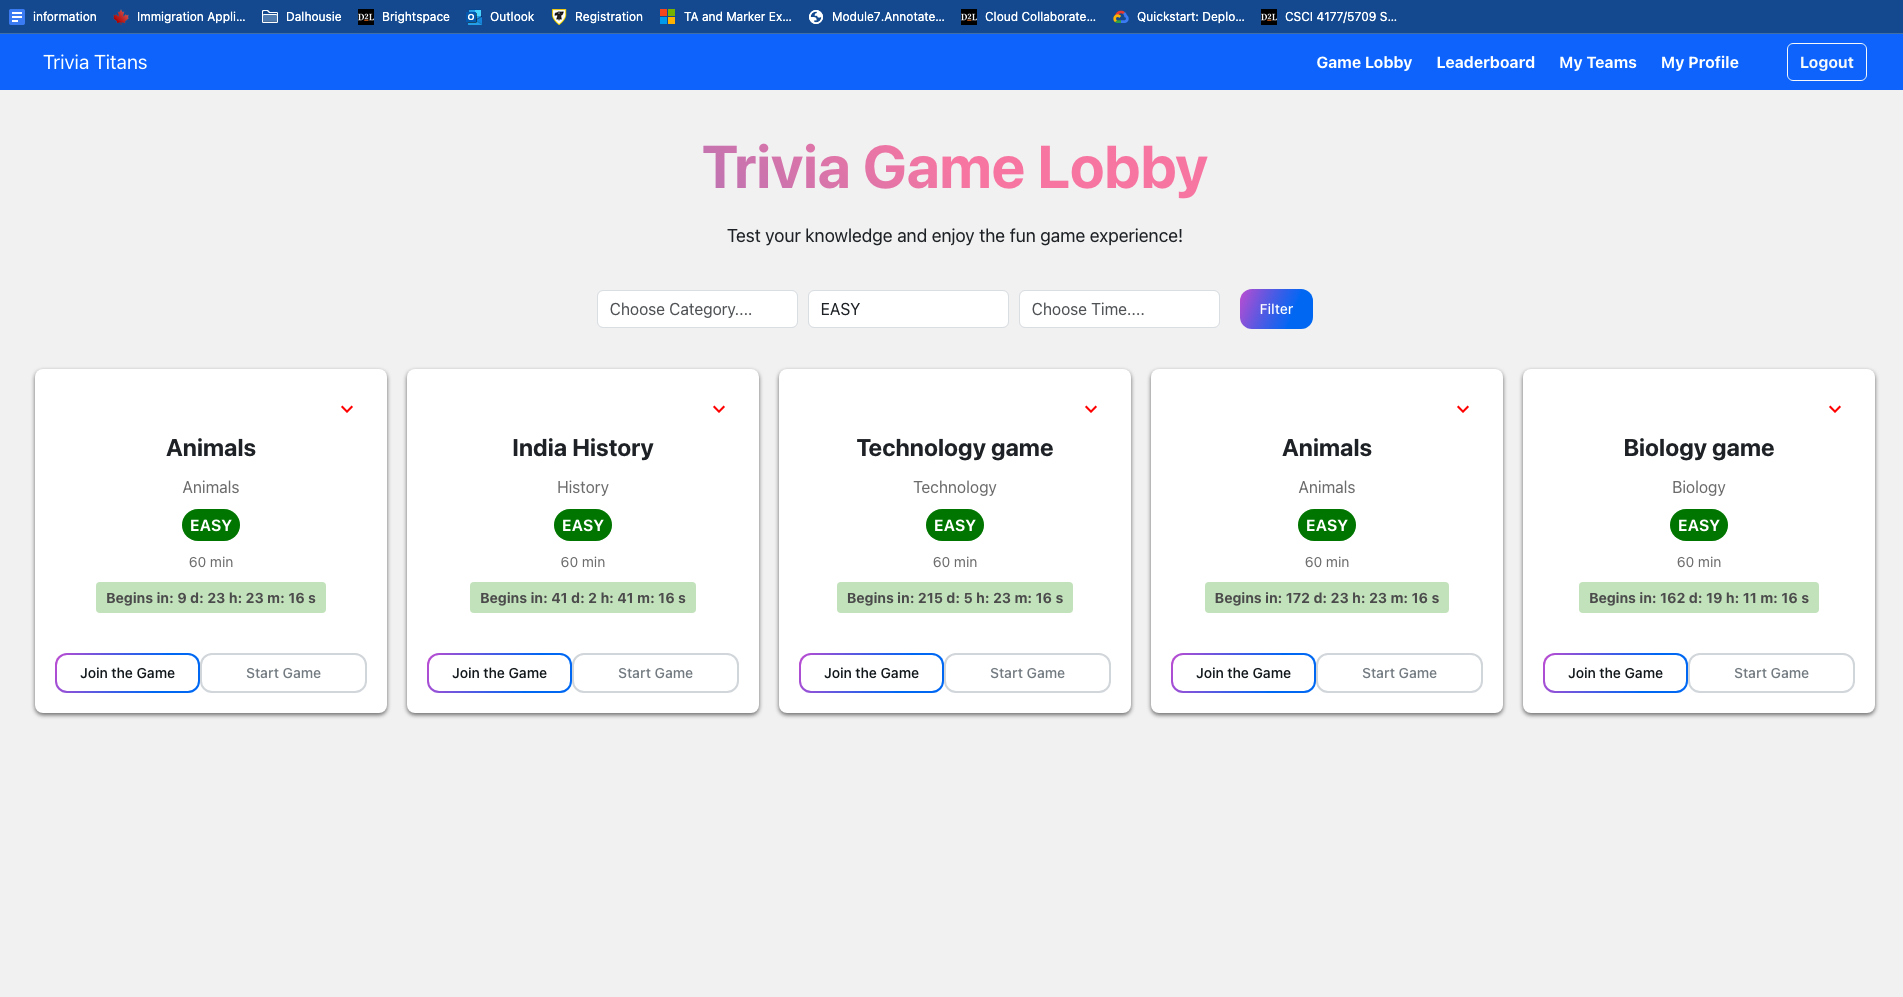 information Immigration Appli... Dalhousie D2L Brightspace Outlook Registration TA and Marker Ex... Module7.Annotate... D2L Cloud Collaborate... Quickstart: Deplo... D2L CSCI 4177/5709 S...
Trivia Titans Game Lobby Leaderboard My Teams My Profile Logout
Trivia Game Lobby
Test your knowledge and enjoy the fun game experience!
Choose Category.... EASY Choose Time.... Filter
Animals
Animals
EASY
60 min
Begins in: 9 d: 23 h: 23 m: 16 s
Join the Game Start Game
India History
History
EASY
60 min
Begins in: 41 d: 2 h: 41 m: 16 s
Join the Game Start Game
Technology game
Technology
EASY
60 min
Begins in: 215 d: 5 h: 23 m: 16 s
Join the Game Start Game
Animals
Animals
EASY
60 min
Begins in: 172 d: 23 h: 23 m: 16 s
Join the Game Start Game
Biology game
Biology
EASY
60 min
Begins in: 162 d: 19 h: 11 m: 16 s
Join the Game Start Game